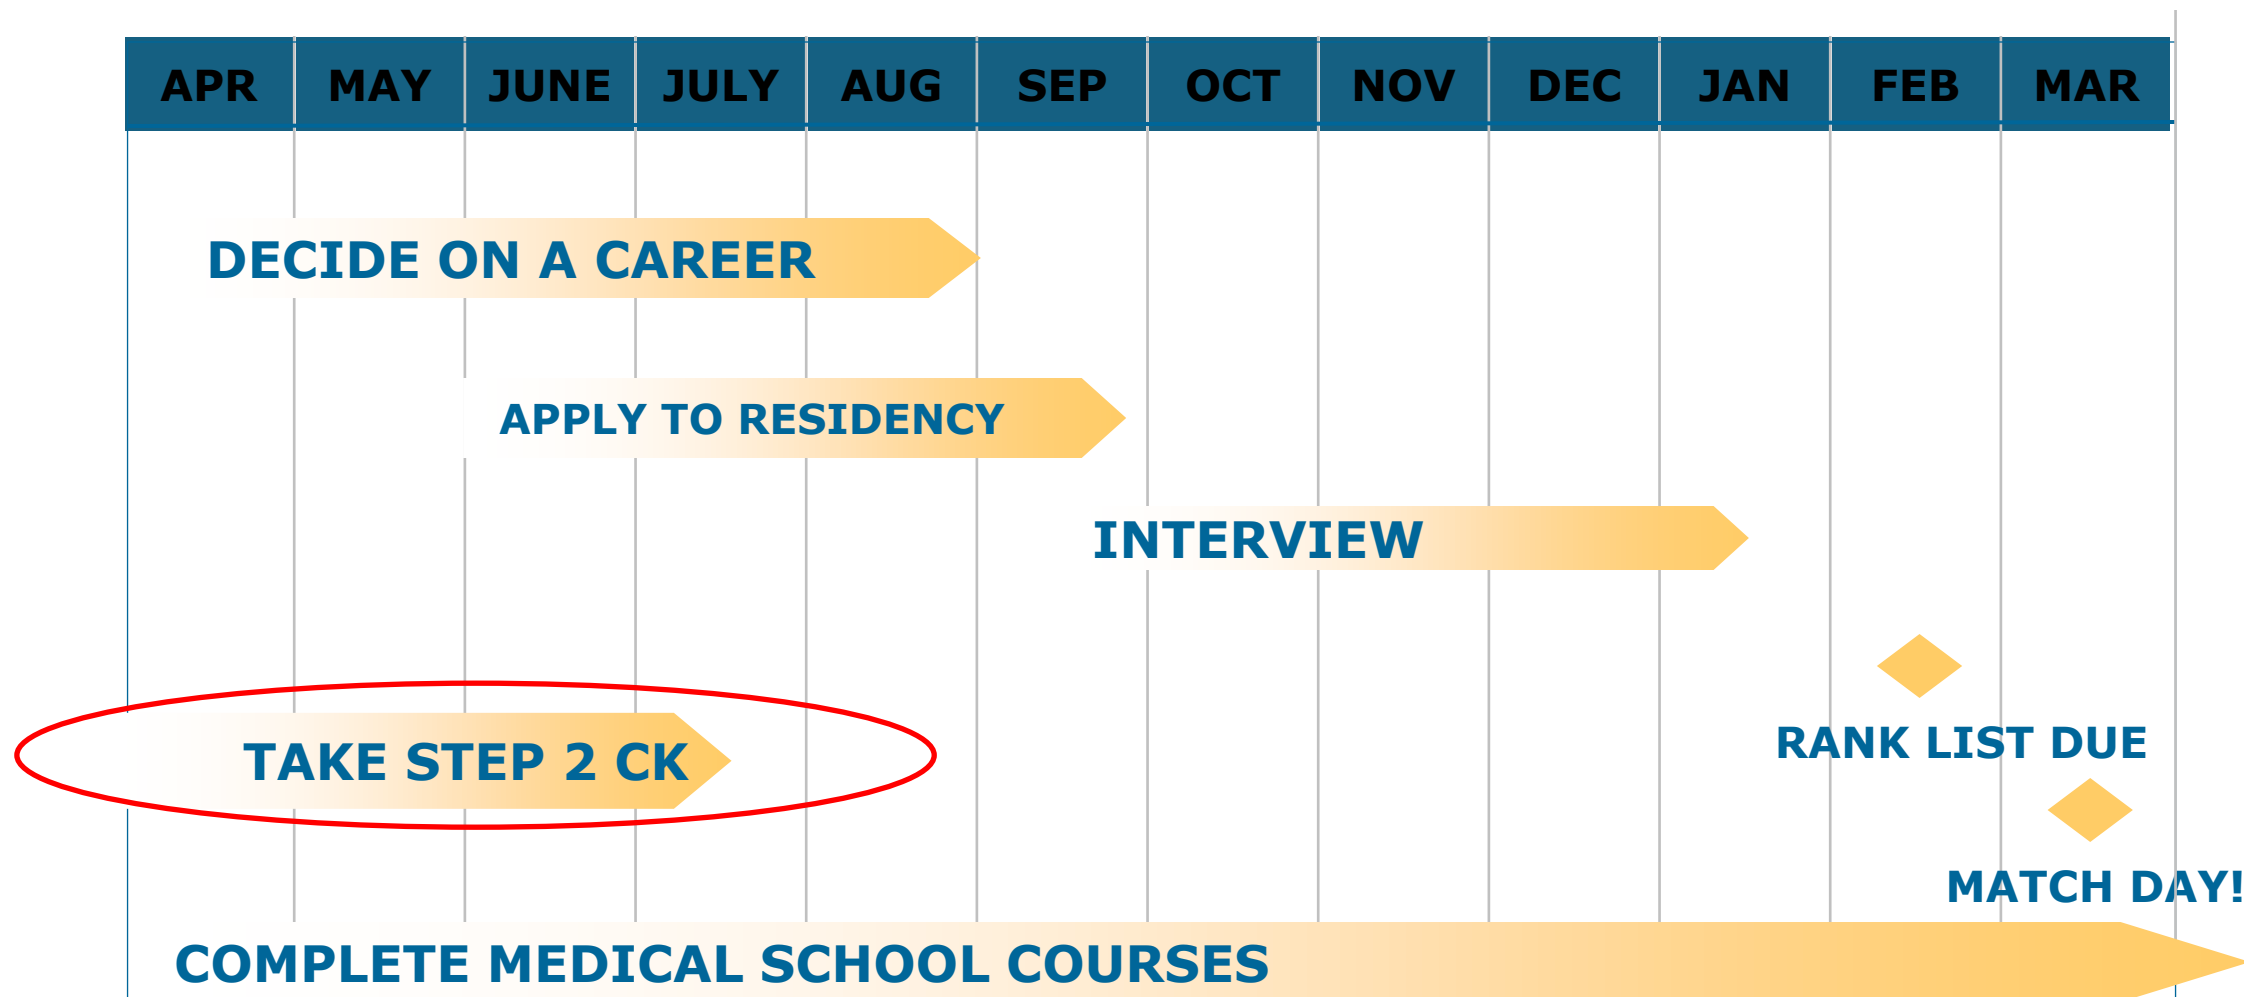 APR MAY JUNE JULY AUG SEP OCT NOV DEC JAN FEB MAR
DECIDE ON A CAREER
APPLY TO RESIDENCY
INTERVIEW
RANK LIST DUE
TAKE STEP 2 CK
MATCH DAY!
COMPLETE MEDICAL SCHOOL COURSES